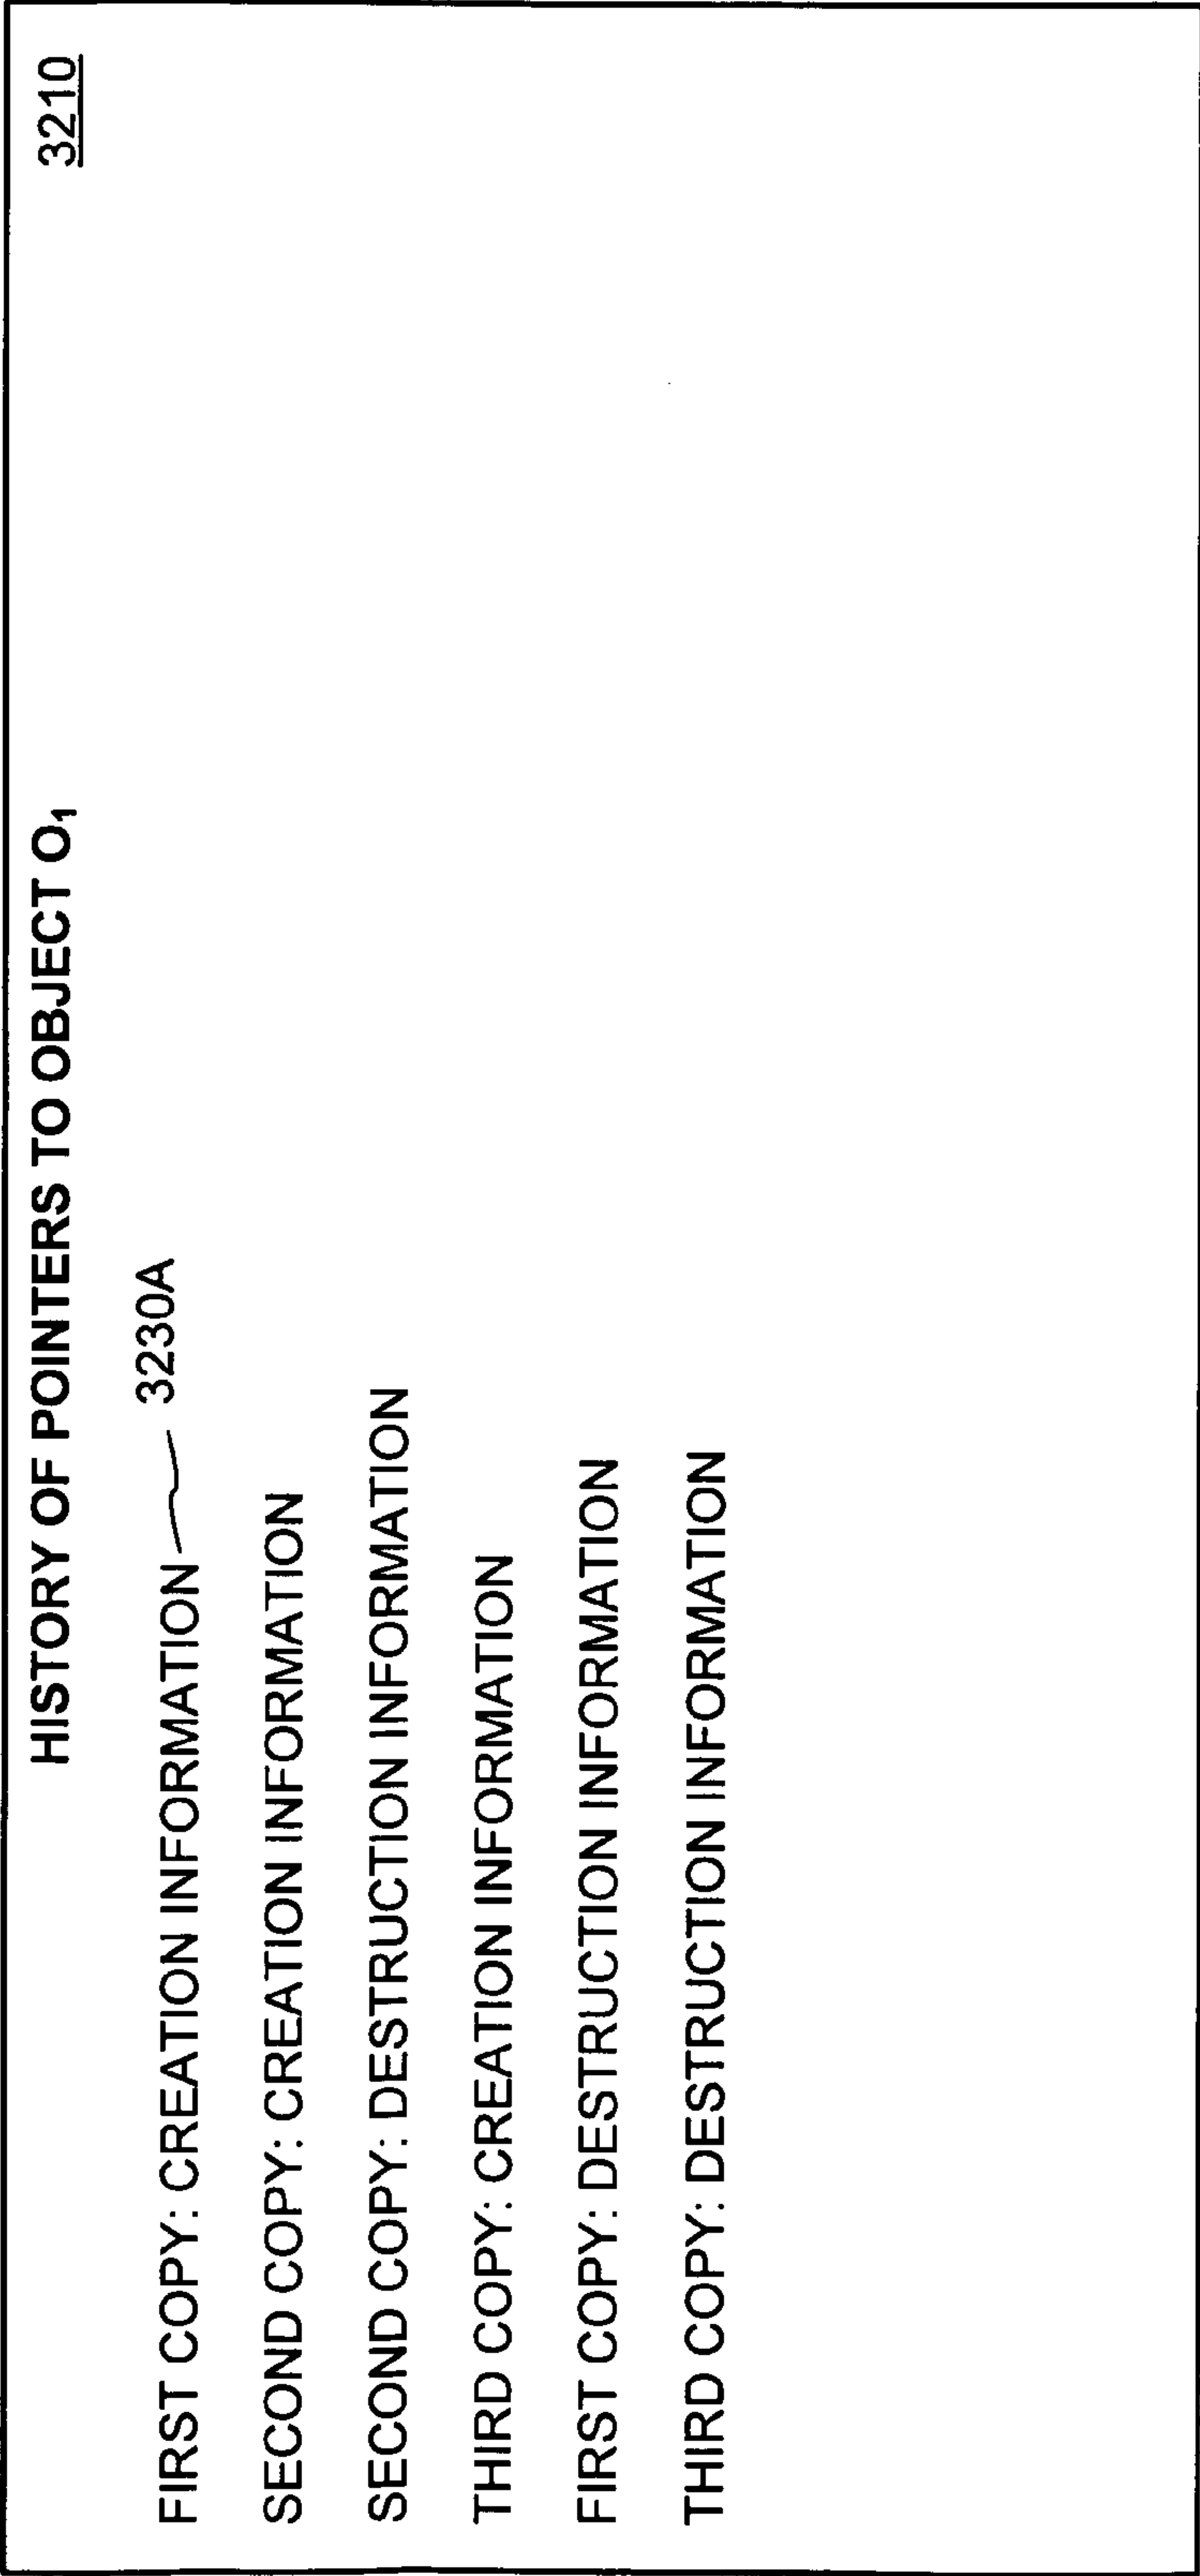 HISTORY OF POINTERS TO OBJECT O₁ 3210
FIRST COPY: CREATION INFORMATION 3230A
SECOND COPY: CREATION INFORMATION
SECOND COPY: DESTRUCTION INFORMATION
THIRD COPY: CREATION INFORMATION
FIRST COPY: DESTRUCTION INFORMATION
THIRD COPY: DESTRUCTION INFORMATION